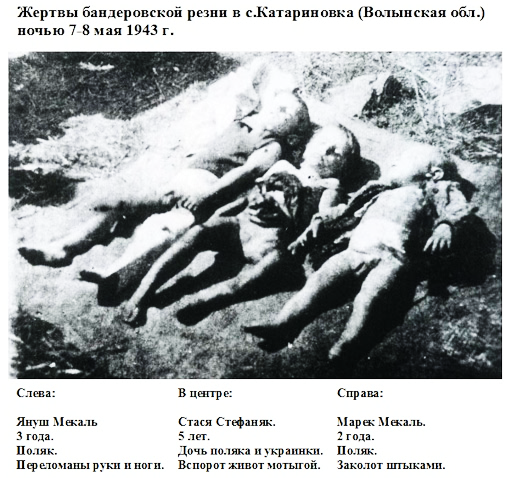 Жертвы бандеровской резни в с.Катариновка (Волынская обл.)
ночью 7-8 мая 1943 г.
Слева:
Януш Мекаль
3 года.
Поляк.
Переломаны руки и ноги.
В центре:
Стася Стефаняк.
5 лет.
Дочь поляка и украинки.
Вспорот живот мотыгой.
Справа:
Марек Мекаль.
2 года.
Поляк.
Заколот штыками.